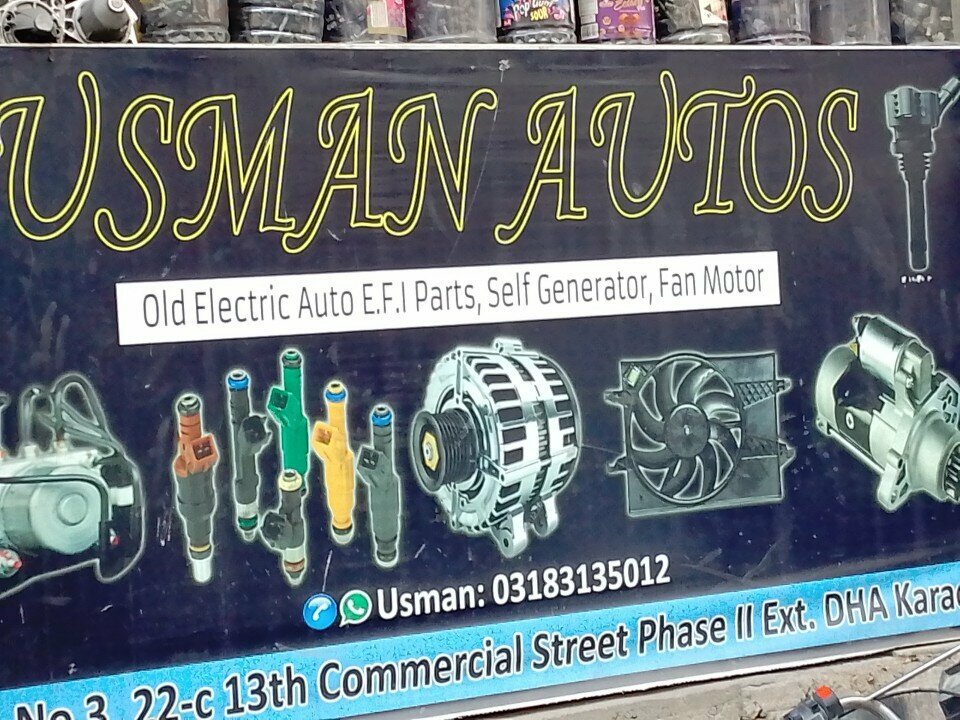 USMAN AUTOS
Old Electric Auto E.F.I Parts, Self Generator, Fan Motor
Usman: 03183135012
No 3, 22-c 13th Commercial Street Phase II Ext. DHA Karac